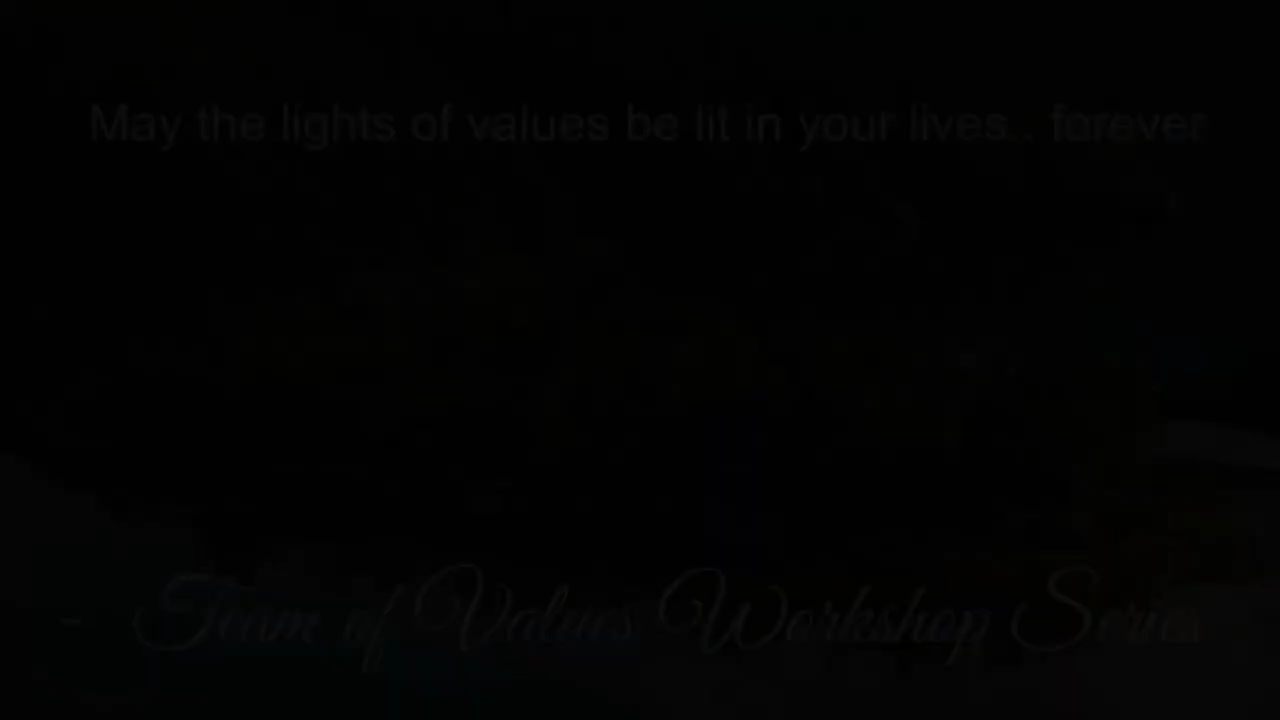 May the lights of values be lit in your lives.. forever
- Team of Values Workshop Series